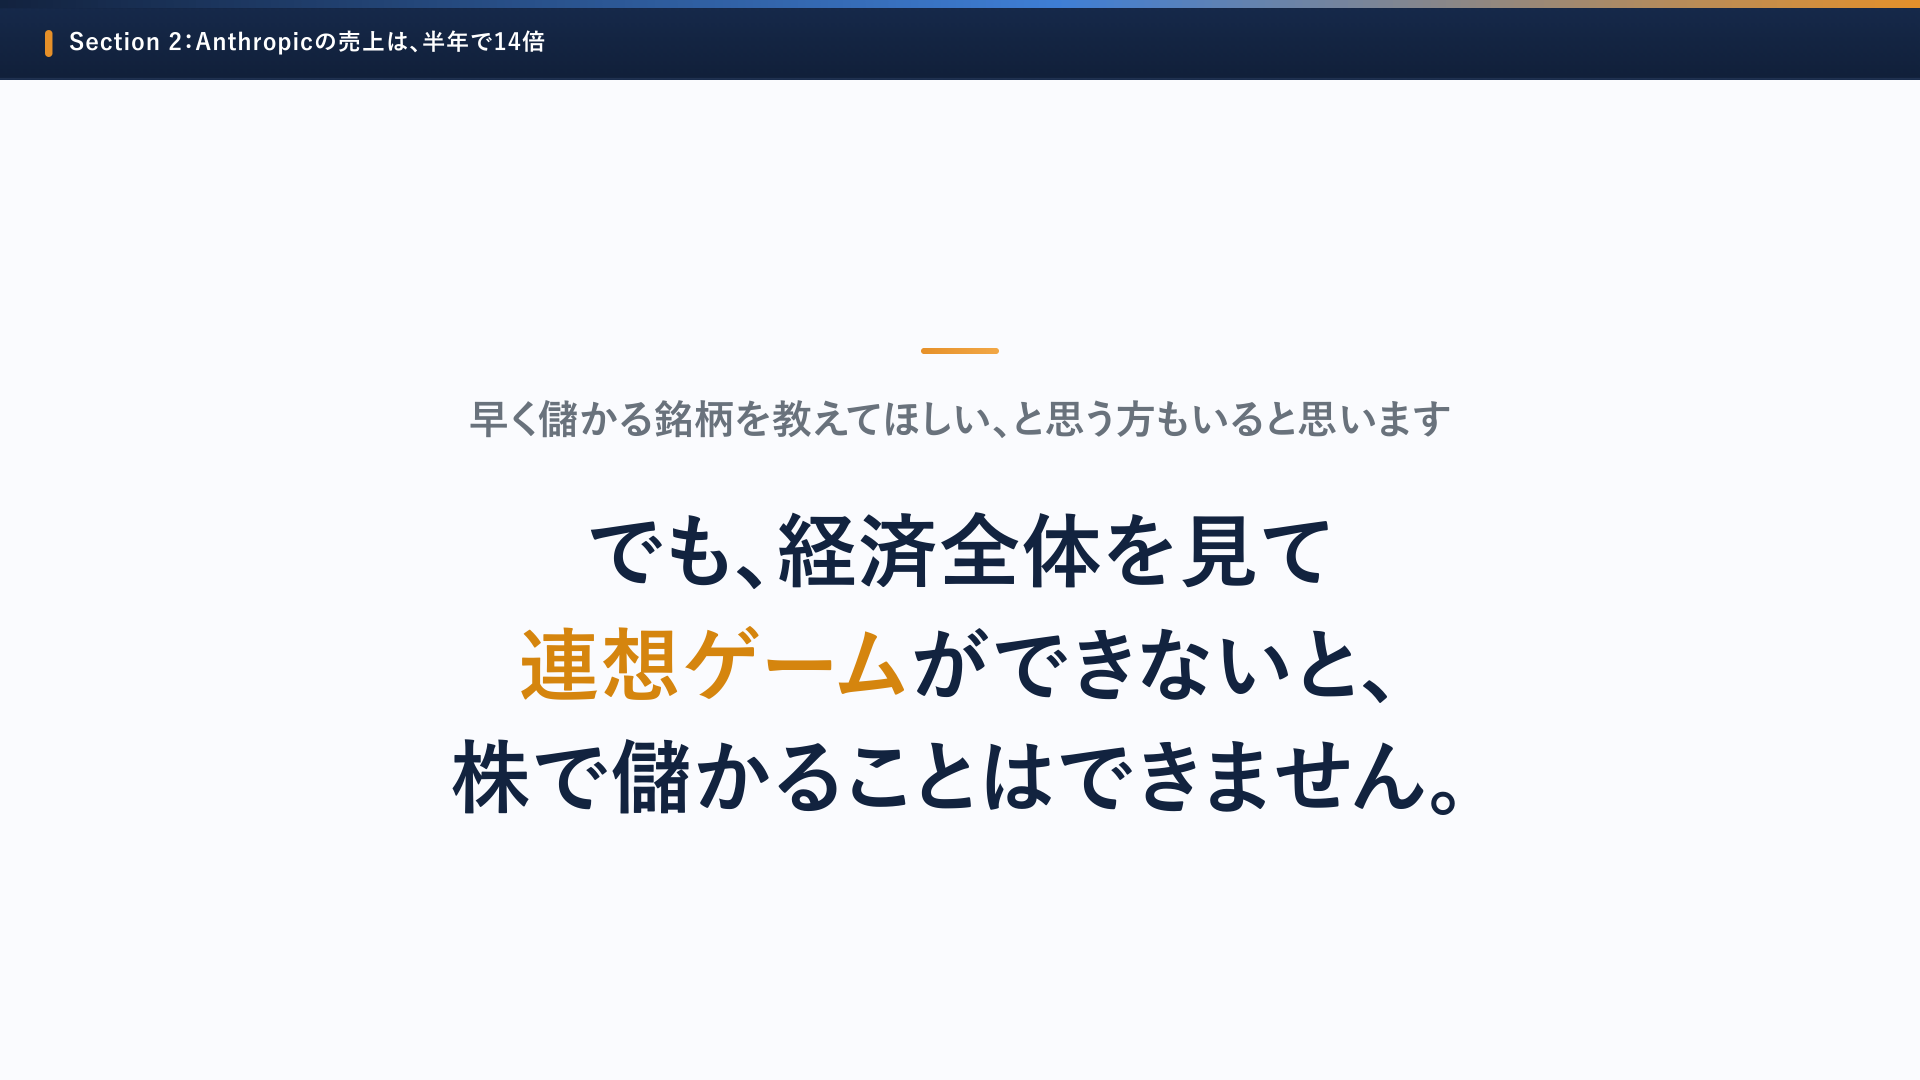 Section 2：Anthropicの売上は、半年で14倍
早く儲かる銘柄を教えてほしい、と思う方もいると思います
でも、経済全体を見て
連想ゲームができないと、
株で儲かることはできません。